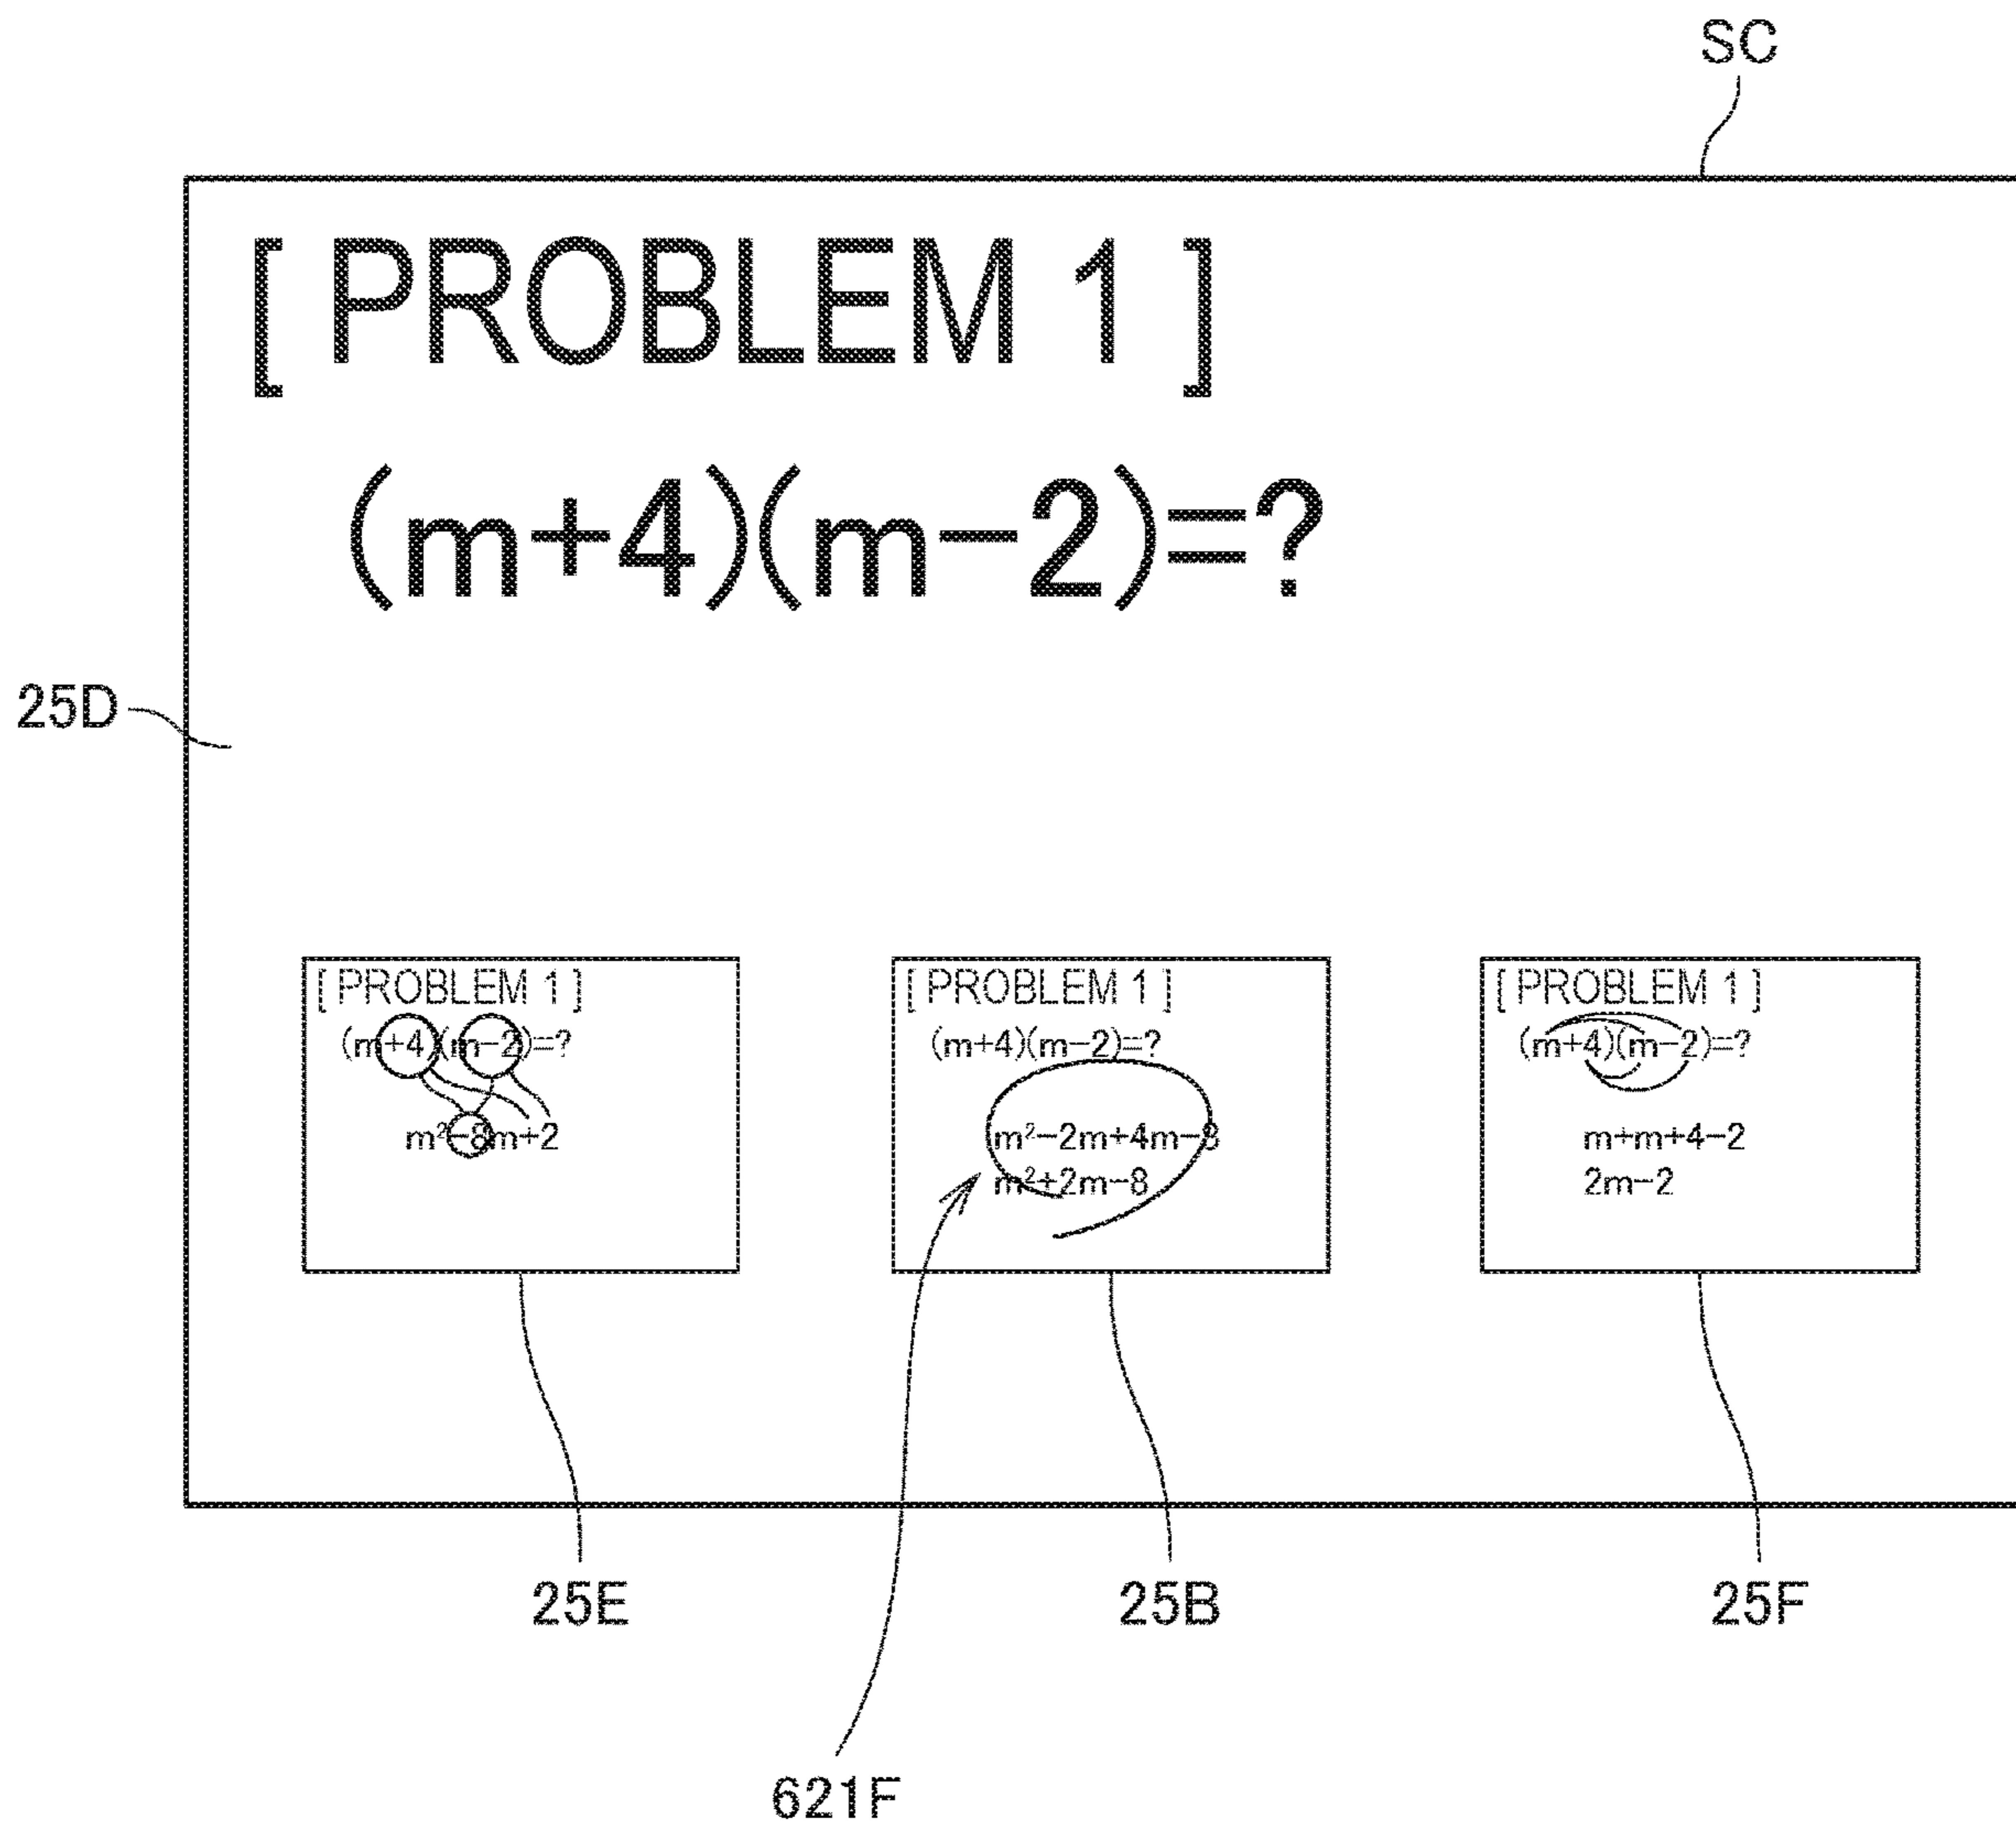 SC
[ PROBLEM 1 ]
(m+4)(m−2)=?
25D
[ PROBLEM 1 ]
(m+4)(m−2)=?
m²−8m+2
[ PROBLEM 1 ]
(m+4)(m−2)=?
m²−2m+4m−8
m²+2m−8
[ PROBLEM 1 ]
(m+4)(m−2)=?
m+m+4−2
2m−2
25E
25B
25F
621F